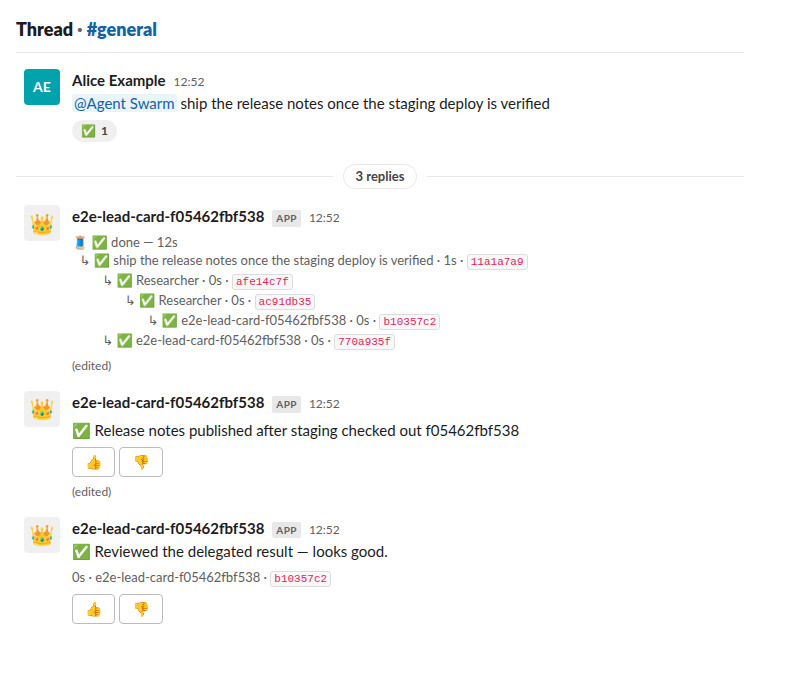 Thread • #general
AE
Alice Example 12:52
@Agent Swarm ship the release notes once the staging deploy is verified
✅ 1
3 replies
e2e-lead-card-f05462fbf538 APP 12:52
🧵 ✅ done — 12s
↳ ✅ ship the release notes once the staging deploy is verified · 1s · 11a1a7a9
↳ ✅ Researcher · 0s · afe14c7f
↳ ✅ Researcher · 0s · ac91db35
↳ ✅ e2e-lead-card-f05462fbf538 · 0s · b10357c2
↳ ✅ e2e-lead-card-f05462fbf538 · 0s · 770a935f
(edited)
e2e-lead-card-f05462fbf538 APP 12:52
✅ Release notes published after staging checked out f05462fbf538
👍 👎
(edited)
e2e-lead-card-f05462fbf538 APP 12:52
✅ Reviewed the delegated result — looks good.
0s · e2e-lead-card-f05462fbf538 · b10357c2
👍 👎